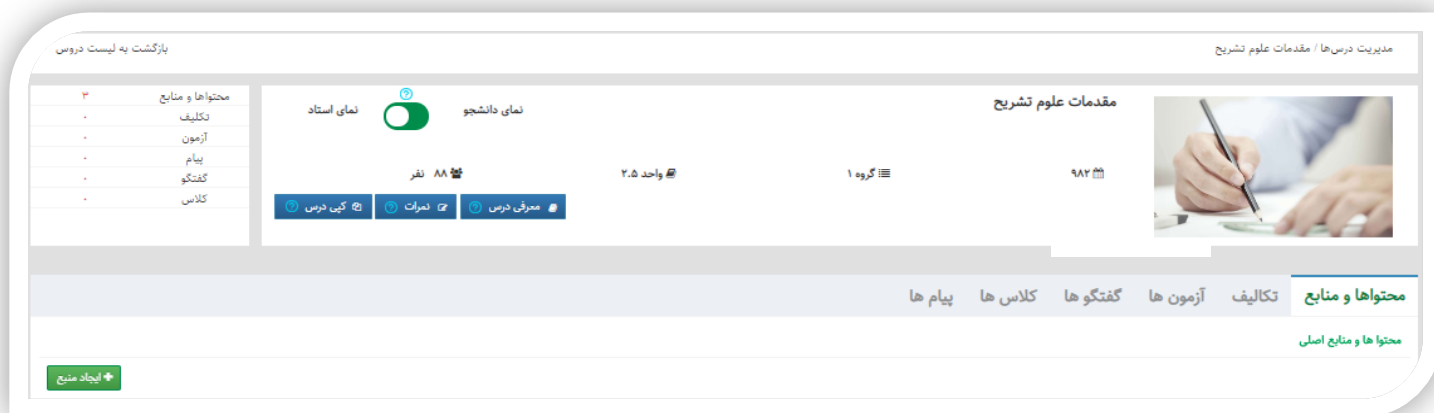 مدیریت درس‌ها / مقدمات علوم تشریح
بازگشت به لیست دروس
مقدمات علوم تشریح
نمای دانشجو
نمای استاد
۹۸۲
گروه ۱
واحد ۲.۵
۸۸ نفر
معرفی درس
نمرات
کپی درس
محتواها و منابع ۳
تکلیف ۰
آزمون ۰
پیام ۰
گفتگو ۰
کلاس ۰
محتواها و منابع تکالیف آزمون ها گفتگو ها کلاس ها پیام ها
محتوا ها و منابع اصلی
ایجاد منبع